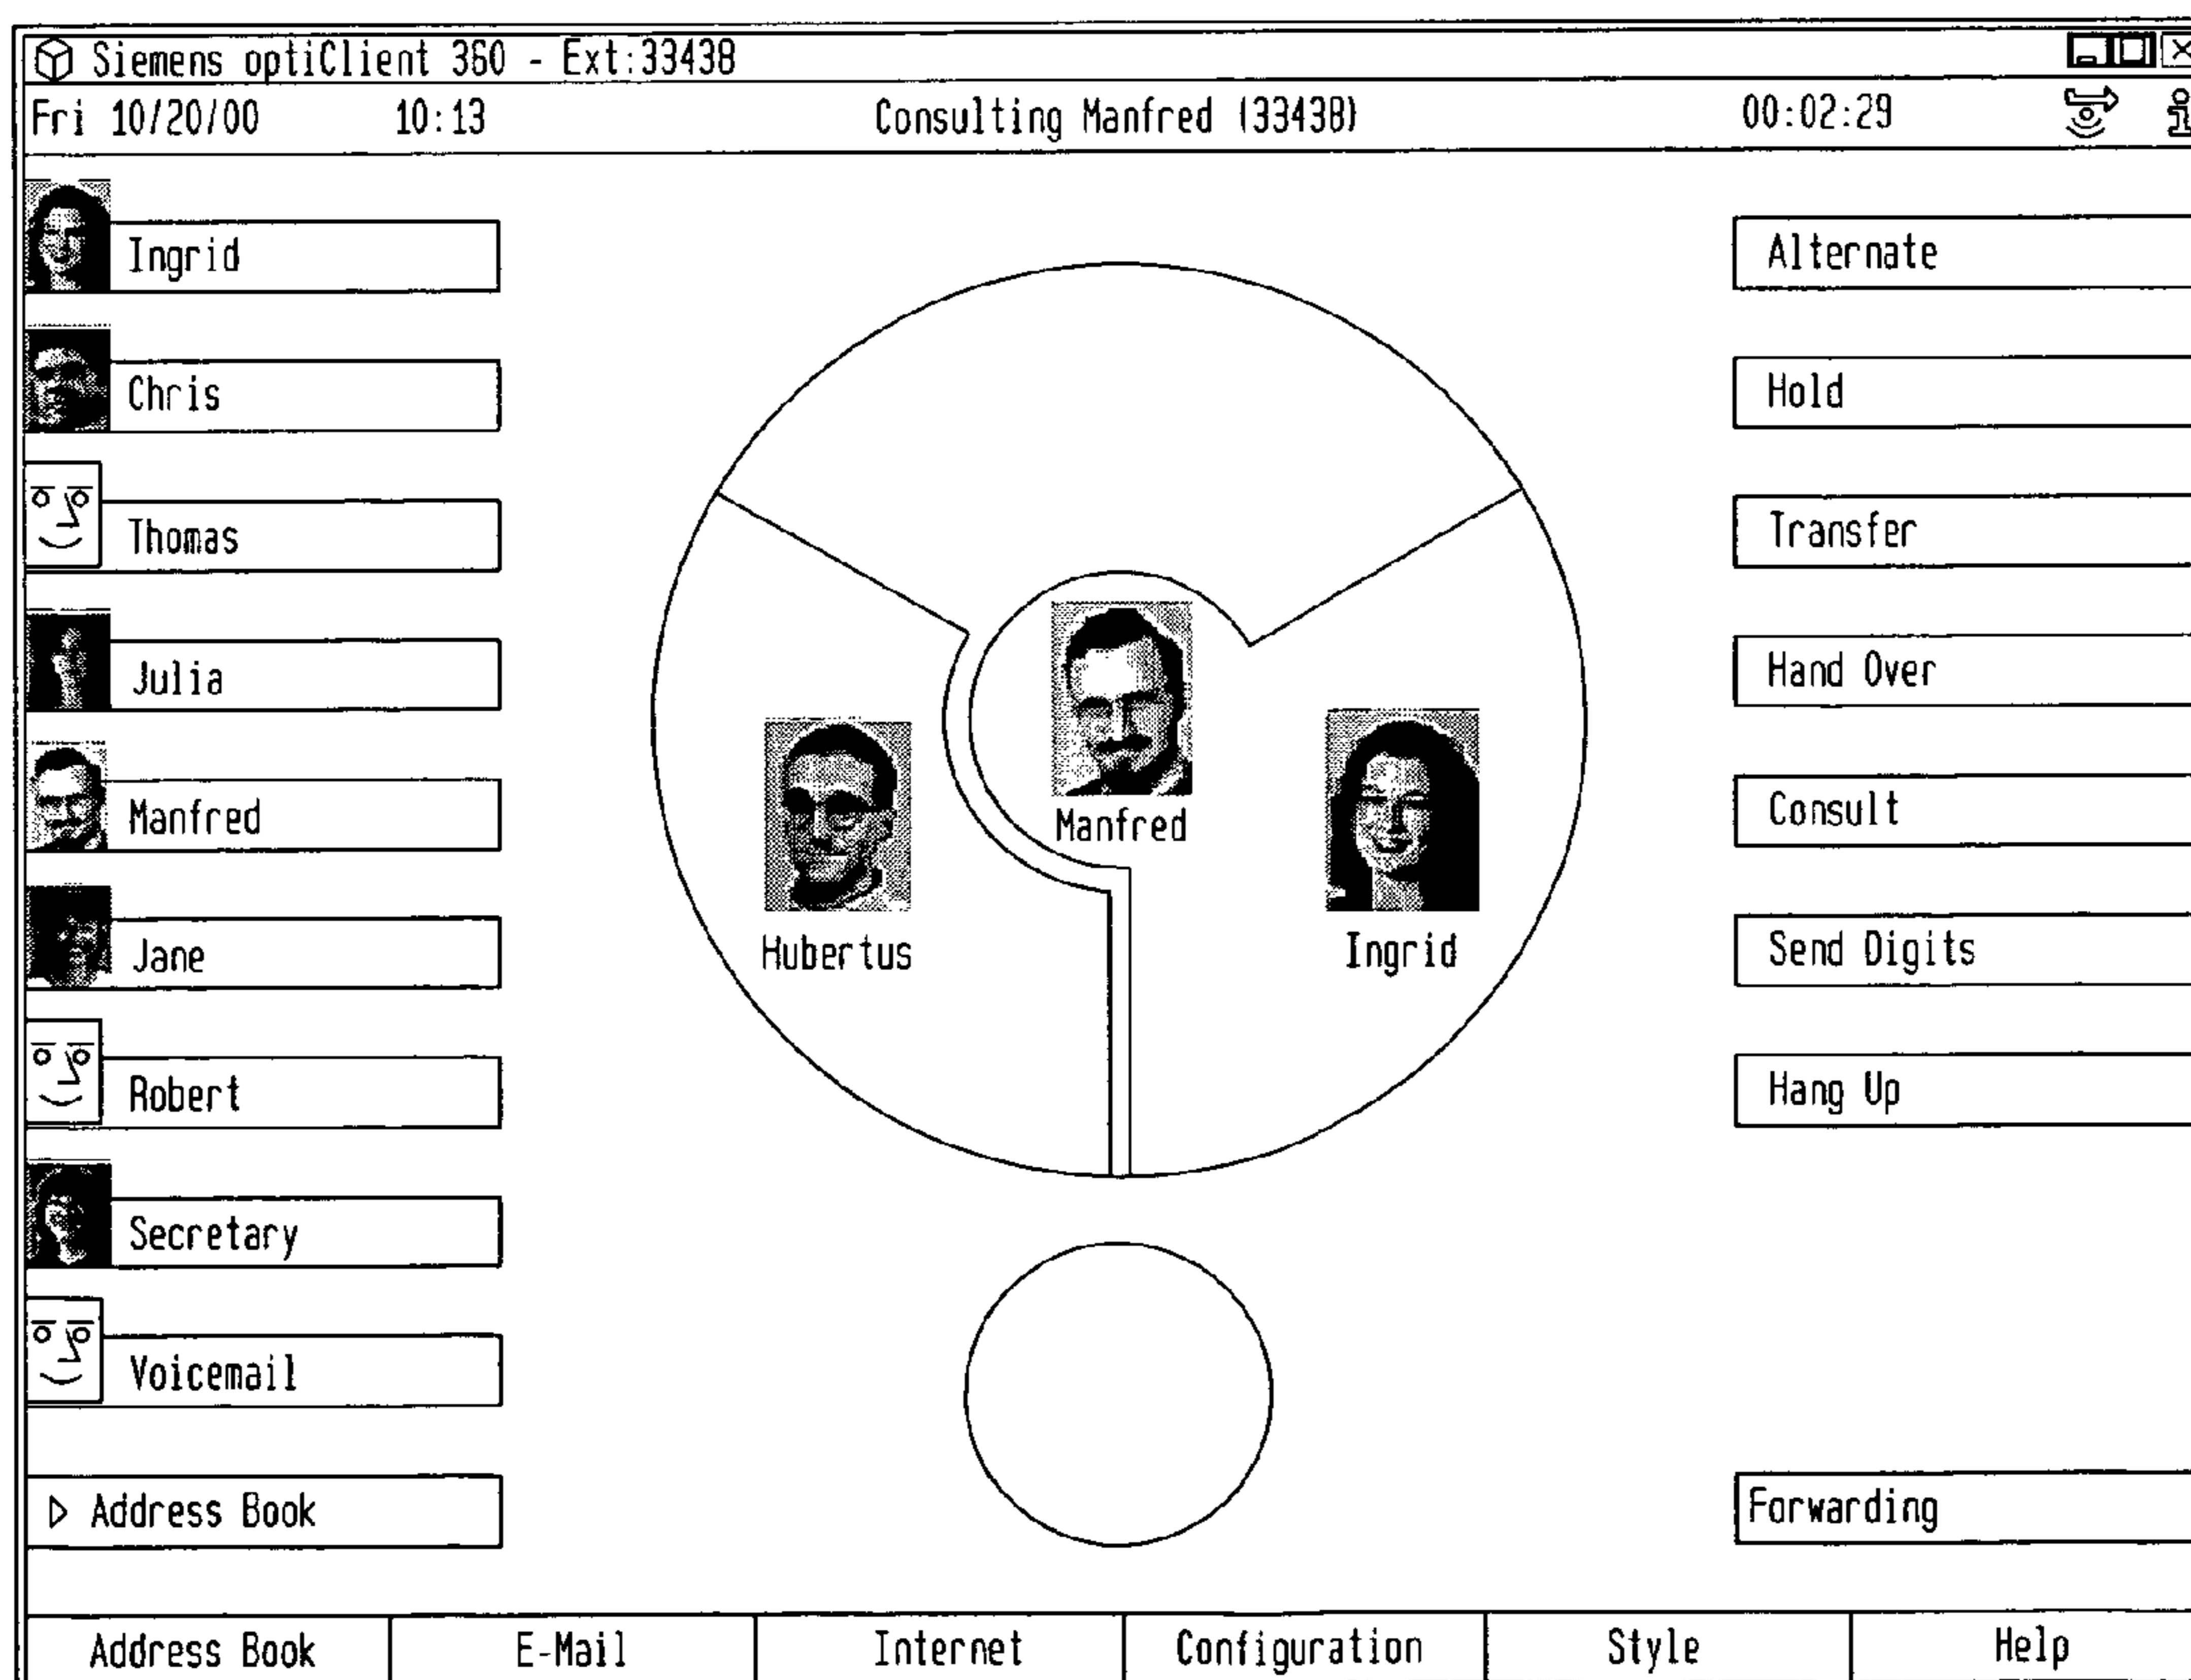 Siemens optiClient 360 - Ext:33438
Fri 10/20/00 10:13 Consulting Manfred (33438) 00:02:29
Ingrid
Chris
Thomas
Julia
Manfred
Jane
Robert
Secretary
Voicemail
Address Book
Manfred
Hubertus
Ingrid
Alternate
Hold
Transfer
Hand Over
Consult
Send Digits
Hang Up
Forwarding
Address Book E-Mail Internet Configuration Style Help